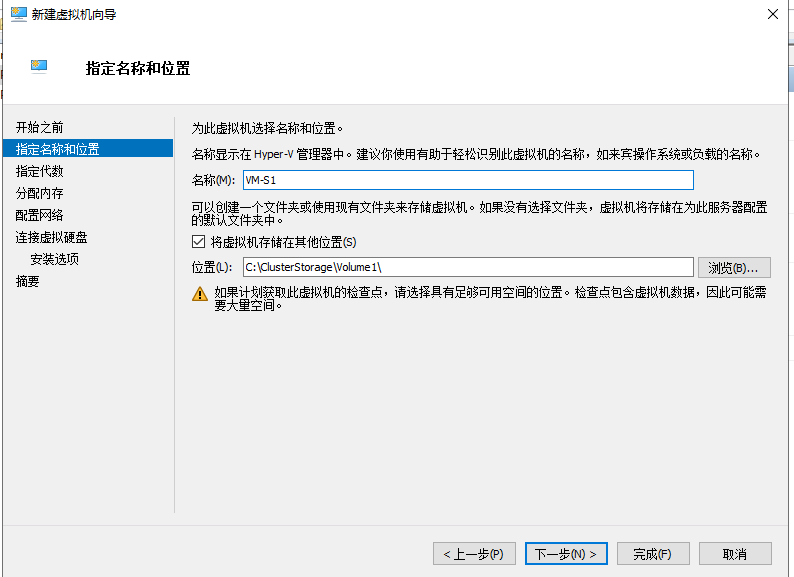 新建虚拟机向导
指定名称和位置
开始之前
指定名称和位置
指定代数
分配内存
配置网络
连接虚拟硬盘
安装选项
摘要
为此虚拟机选择名称和位置。
名称显示在 Hyper-V 管理器中。建议你使用有助于轻松识别此虚拟机的名称，如来宾操作系统或负载的名称。
名称(M): VM-S1
可以创建一个文件夹或使用现有文件夹来存储虚拟机。如果没有选择文件夹，虚拟机将存储在为此服务器配置
的默认文件夹中。
将虚拟机存储在其他位置(S)
位置(L): C:\ClusterStorage\Volume1\ 浏览(B)...
如果计划获取此虚拟机的检查点，请选择具有足够可用空间的位置。检查点包含虚拟机数据，因此可能需
要大量空间。
< 上一步(P) 下一步(N) > 完成(F) 取消